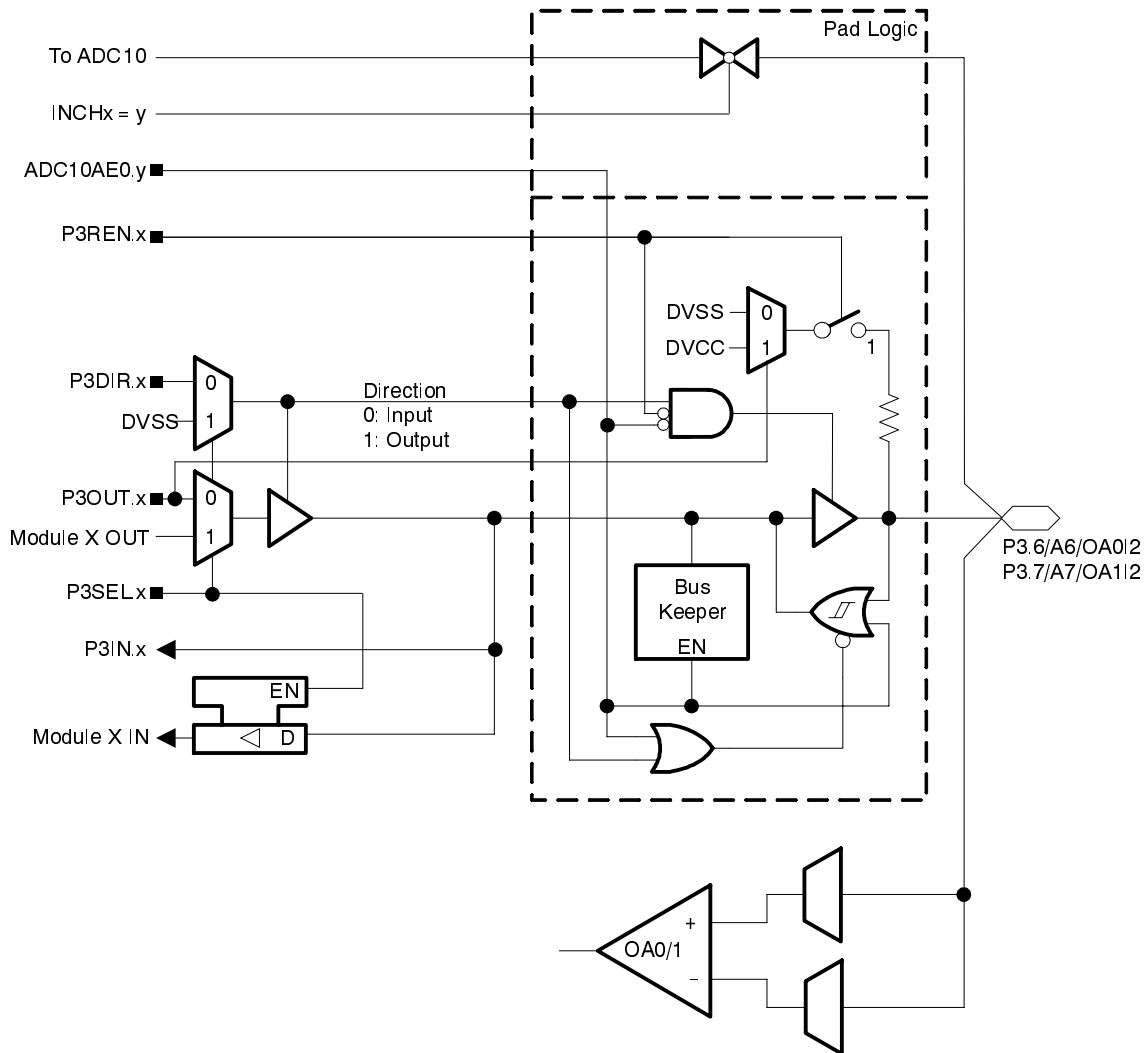 Pad Logic
To ADC10
INCHx = y
ADC10AE0.y
P3REN.x
DVSS
0
DVCC
1
1
P3DIR.x
0
DVSS
1
Direction
0: Input
1: Output
P3OUT.x
0
Module X OUT
1
P3SEL.x
P3IN.x
EN
Module X IN
D
Bus
Keeper
EN
P3.6/A6/OA0I2
P3.7/A7/OA1I2
+
OA0/1
−